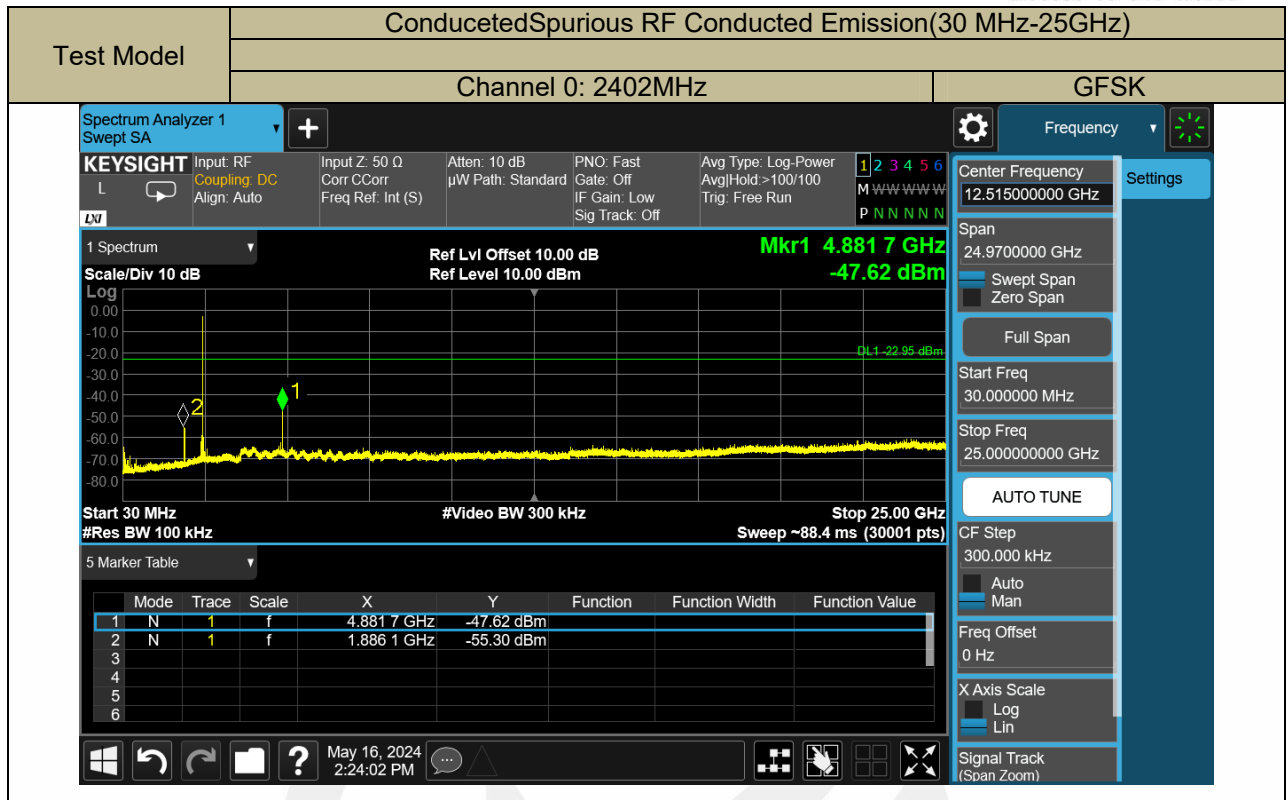 ConducetedSpurious RF Conducted Emission(30 MHz-25GHz)
Test Model
Channel 0: 2402MHz GFSK
Spectrum Analyzer 1
Swept SA
Frequency
KEYSIGHT Input: RF Input Z: 50 Ω Atten: 10 dB PNO: Fast Avg Type: Log-Power 1 2 3 4 5 6
L Coupling: DC Corr CCorr µW Path: Standard Gate: Off Avg|Hold:>100/100 M W W W W W
Align: Auto Freq Ref: Int (S) IF Gain: Low Trig: Free Run
LXI Sig Track: Off P N N N N N
Center Frequency
12.515000000 GHz
Settings
Span
24.9700000 GHz
Swept Span
Zero Span
Full Span
Start Freq
30.000000 MHz
Stop Freq
25.000000000 GHz
AUTO TUNE
CF Step
300.000 kHz
Auto
Man
Freq Offset
0 Hz
X Axis Scale
Log
Lin
Signal Track
(Span Zoom)
1 Spectrum
Ref Lvl Offset 10.00 dB
Mkr1 4.881 7 GHz
Scale/Div 10 dB Ref Level 10.00 dBm -47.62 dBm
Log
0.00
-10.0
-20.0
DL1 -22.95 dBm
-30.0
-40.0
1
2
-50.0
-60.0
-70.0
-80.0
Start 30 MHz #Video BW 300 kHz Stop 25.00 GHz
#Res BW 100 kHz Sweep ~88.4 ms (30001 pts)
5 Marker Table
Mode Trace Scale X Y Function Function Width Function Value
1 N 1 f 4.881 7 GHz -47.62 dBm
2 N 1 f 1.886 1 GHz -55.30 dBm
3
4
5
6
May 16, 2024
2:24:02 PM